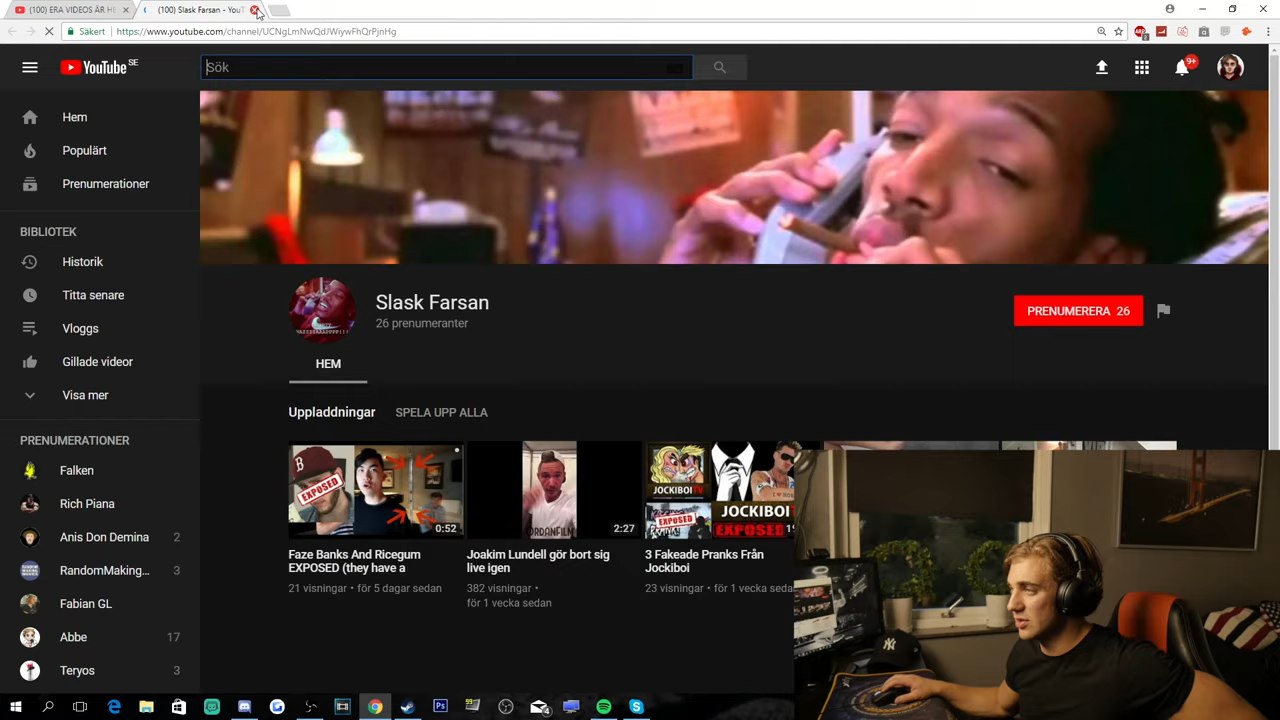 (100) ERA VIDEOS ÄR HE
(100) Slask Farsan - YouT
Säkert
https://www.youtube.com/channel/UCNgLmNwQdJWiywFhQrPjnHg
YouTube SE
Sök
9+
Hem
Populärt
Prenumerationer
BIBLIOTEK
Historik
Titta senare
Vloggs
Gillade videor
Visa mer
PRENUMERATIONER
Falken
Rich Piana
Anis Don Demina 2
RandomMaking... 3
Fabian GL
Abbe 17
Teryos 3
Slask Farsan
26 prenumeranter
PRENUMERERA 26
HEM
Uppladdningar SPELA UPP ALLA
EXPOSED
0:52
Faze Banks And Ricegum
EXPOSED (they have a
21 visningar • för 5 dagar sedan
2:27
Joakim Lundell gör bort sig
live igen
382 visningar •
för 1 vecka sedan
JOCKIBOITV
JOCKIBOI
EXPOSED
3 Fakeade Pranks Från
Jockiboi
23 visningar • för 1 vecka sedan